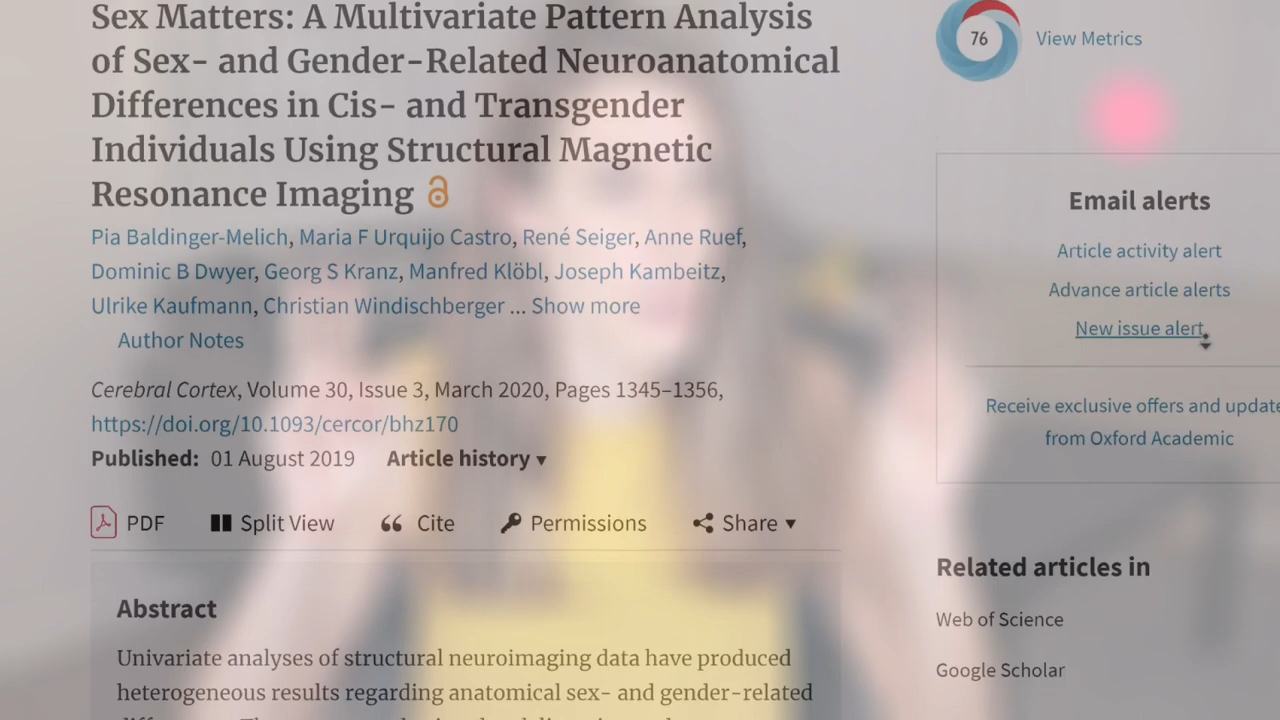 Sex Matters: A Multivariate Pattern Analysis
of Sex- and Gender-Related Neuroanatomical
Differences in Cis- and Transgender
Individuals Using Structural Magnetic
Resonance Imaging
Pia Baldinger-Melich, Maria F Urquijo Castro, René Seiger, Anne Ruef,
Dominic B Dwyer, Georg S Kranz, Manfred Klöbl, Joseph Kambeitz,
Ulrike Kaufmann, Christian Windischberger ... Show more
Author Notes
Cerebral Cortex, Volume 30, Issue 3, March 2020, Pages 1345–1356,
https://doi.org/10.1093/cercor/bhz170
Published: 01 August 2019 Article history
PDF Split View Cite Permissions Share
Abstract
Univariate analyses of structural neuroimaging data have produced
heterogeneous results regarding anatomical sex- and gender-related
76 View Metrics
Email alerts
Article activity alert
Advance article alerts
New issue alert
Receive exclusive offers and update
from Oxford Academic
Related articles in
Web of Science
Google Scholar